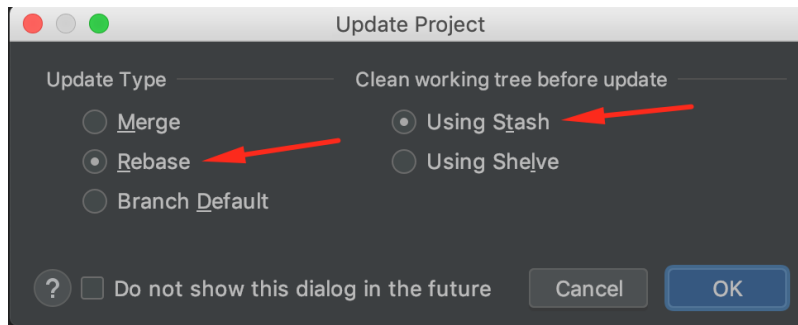 Update Project
Update Type
Clean working tree before update
Merge
Using Stash
Rebase
Using Shelve
Branch Default
? Do not show this dialog in the future
Cancel
OK